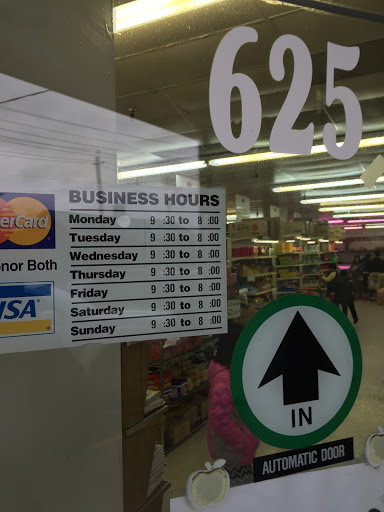 625
BUSINESS HOURS
Monday 9 :30 to 8 :00
Tuesday 9 :30 to 8 :00
Wednesday 9 :30 to 8 :00
Thursday 9 :30 to 8 :00
Friday 9 :30 to 8 :00
Saturday 9 :30 to 8 :00
Sunday 9 :30 to 8 :00
erCard
onor Both
ISA
IN
AUTOMATIC DOOR